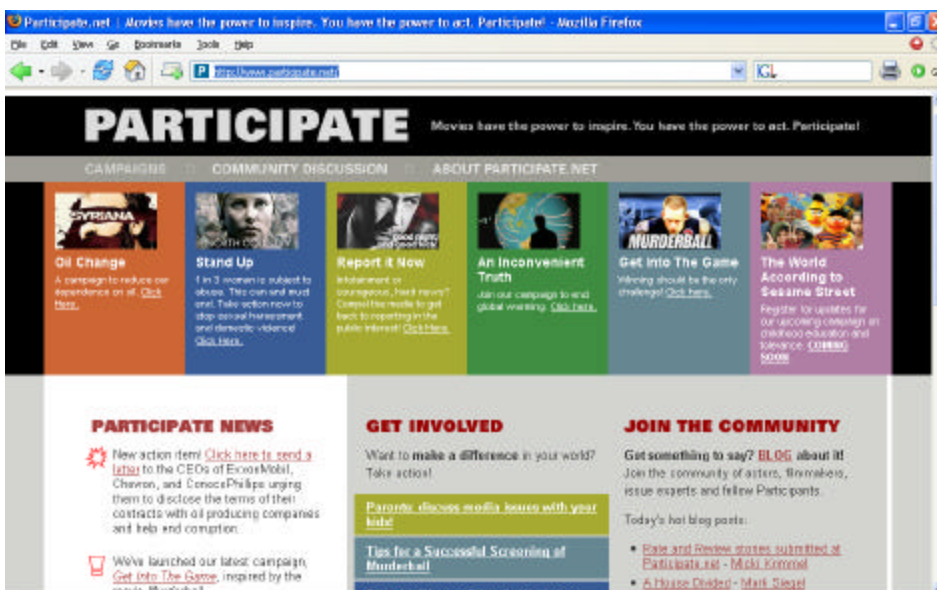 Participate.net | Movies have the power to inspire. You have the power to act. Participate! - Mozilla Firefox
File Edit View Go Bookmarks Tools Help
http://www.participate.net/
PARTICIPATE
Movies have the power to inspire. You have the power to act. Participate!
CAMPAIGNS :: COMMUNITY DISCUSSION :: ABOUT PARTICIPATE.NET
SYRIANA
Oil Change
A campaign to reduce our
dependence on oil. Click
Here.
NORTH COUNTRY
Stand Up
1 in 3 women is subject to
abuse. This can and must
end. Take action now to
stop sexual harassment
and domestic violence!
Click Here.
good night,
and good luck.
Report it Now
Infotainment or
courageous, hard news?
Compel the media to get
back to reporting in the
public interest! Click Here.
An Inconvenient
Truth
Join our campaign to end
global warming. Click here.
MURDERBALL
Get Into The Game
Winning should be the only
challenge! Click here.
The World
According to
Sesame Street
Register for updates for
our upcoming campaign on
childhood education and
tolerance. COMING
SOON
PARTICIPATE NEWS
New action item! Click here to send a
letter to the CEOs of ExxonMobil,
Chevron, and ConocoPhillips urging
them to disclose the terms of their
contracts with oil producing companies
and help end corruption.
We've launched our latest campaign,
Get Into The Game, inspired by the
movie Murderball
GET INVOLVED
Want to make a difference in your world?
Take action!
Parents: discuss media issues with your
kids!
Tips for a Successful Screening of
Murderball
JOIN THE COMMUNITY
Got something to say? BLOG about it!
Join the community of actors, filmmakers,
issue experts and fellow Participants.
Today's hot blog posts:
• Rate and Review stories submitted at
Participate.net - Micki Krimmel
• A House Divided - Mark Siegel